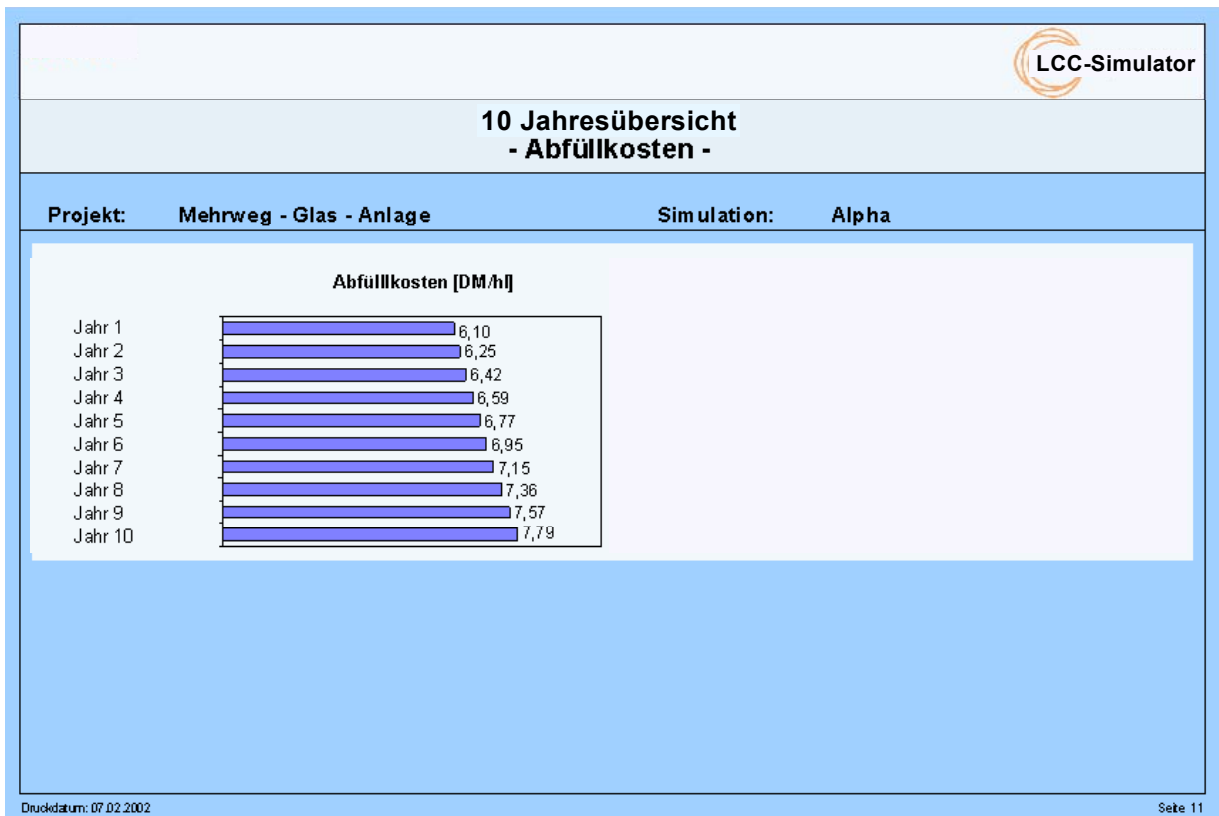 LCC-Simulator
10 Jahresübersicht
- Abfüllkosten -
Projekt: Mehrweg - Glas - Anlage Simulation: Alpha
Abfülllkosten [DM/hl]
Jahr 1 6,10
Jahr 2 6,25
Jahr 3 6,42
Jahr 4 6,59
Jahr 5 6,77
Jahr 6 6,95
Jahr 7 7,15
Jahr 8 7,36
Jahr 9 7,57
Jahr 10 7,79
Druckdatum: 07.02.2002 Seite 11